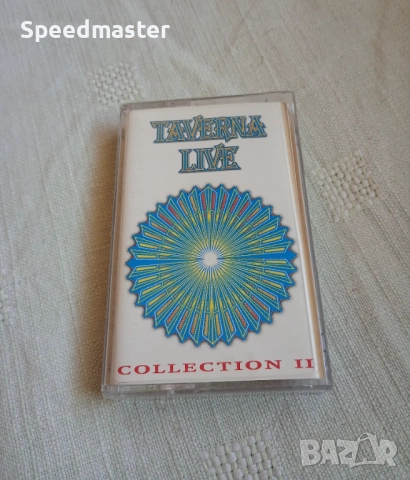 Speedmaster
TAVERNA
LIVE
COLLECTION II
BAZAR